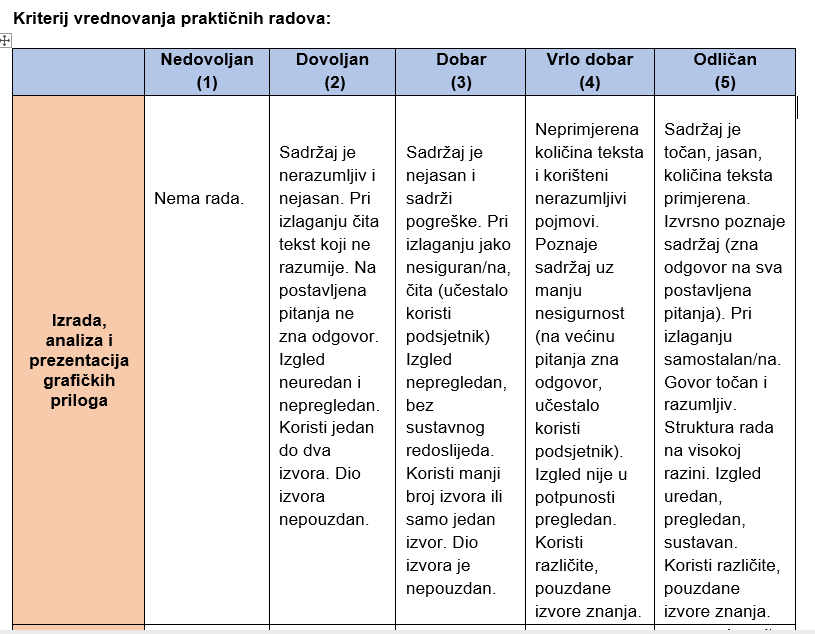 Kriterij vrednovanja praktičnih radova:
Nedovoljan
(1)
Dovoljan
(2)
Dobar
(3)
Vrlo dobar
(4)
Odličan
(5)
Izrada,
analiza i
prezentacija
grafičkih
priloga
Nema rada.
Sadržaj je
nerazumljiv i
nejasan. Pri
izlaganju čita
tekst koji ne
razumije. Na
postavljena
pitanja ne
zna odgovor.
Izgled
neuredan i
nepregledan.
Koristi jedan
do dva
izvora. Dio
izvora
nepouzdan.
Sadržaj je
nejasan i
sadrži
pogreške. Pri
izlaganju jako
nesiguran/na,
čita (učestalo
koristi
podsjetnik)
Izgled
nepregledan,
bez
sustavnog
redoslijeda.
Koristi manji
broj izvora ili
samo jedan
izvor. Dio
izvora je
nepouzdan.
Neprimjerena
količina teksta
i korišteni
nerazumljivi
pojmovi.
Poznaje
sadržaj uz
manju
nesigurnost
(na većinu
pitanja zna
odgovor,
učestalo
koristi
podsjetnik).
Izgled nije u
potpunosti
pregledan.
Koristi
različite,
pouzdane
izvore znanja.
Sadržaj je
točan, jasan,
količina teksta
primjerena.
Izvrsno poznaje
sadržaj (zna
odgovor na sva
postavljena
pitanja). Pri
izlaganju
samostalan/na.
Govor točan i
razumljiv.
Struktura rada
na visokoj
razini. Izgled
uredan,
pregledan,
sustavan.
Koristi različite,
pouzdane
izvore znanja.